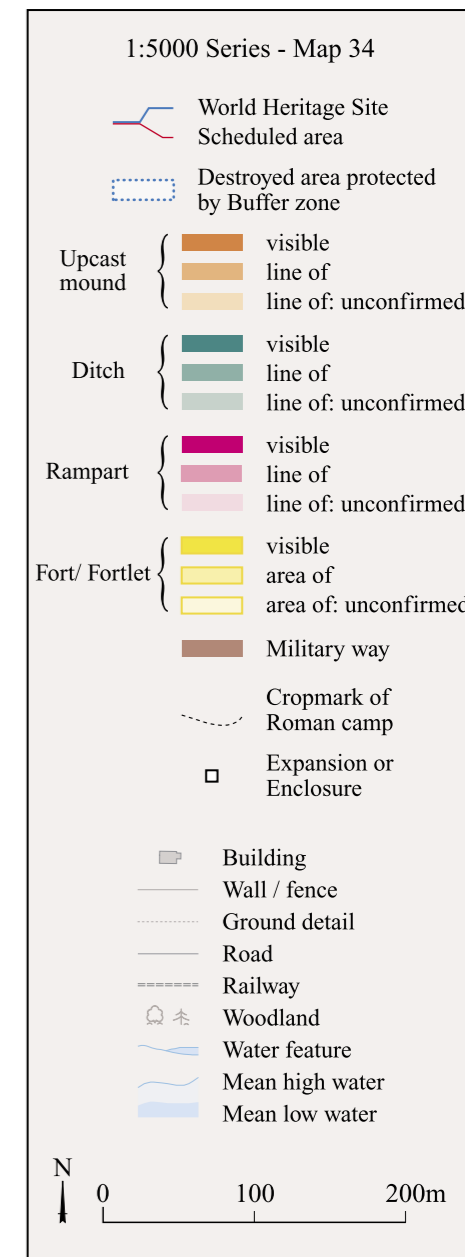 1:5000 Series - Map 34
World Heritage Site
Scheduled area
Destroyed area protected
by Buffer zone
Upcast
mound
visible
line of
line of: unconfirmed
Ditch
visible
line of
line of: unconfirmed
Rampart
visible
line of
line of: unconfirmed
Fort/ Fortlet
visible
area of
area of: unconfirmed
Military way
Cropmark of
Roman camp
Expansion or
Enclosure
Building
Wall / fence
Ground detail
Road
Railway
Woodland
Water feature
Mean high water
Mean low water
N
0 100 200m